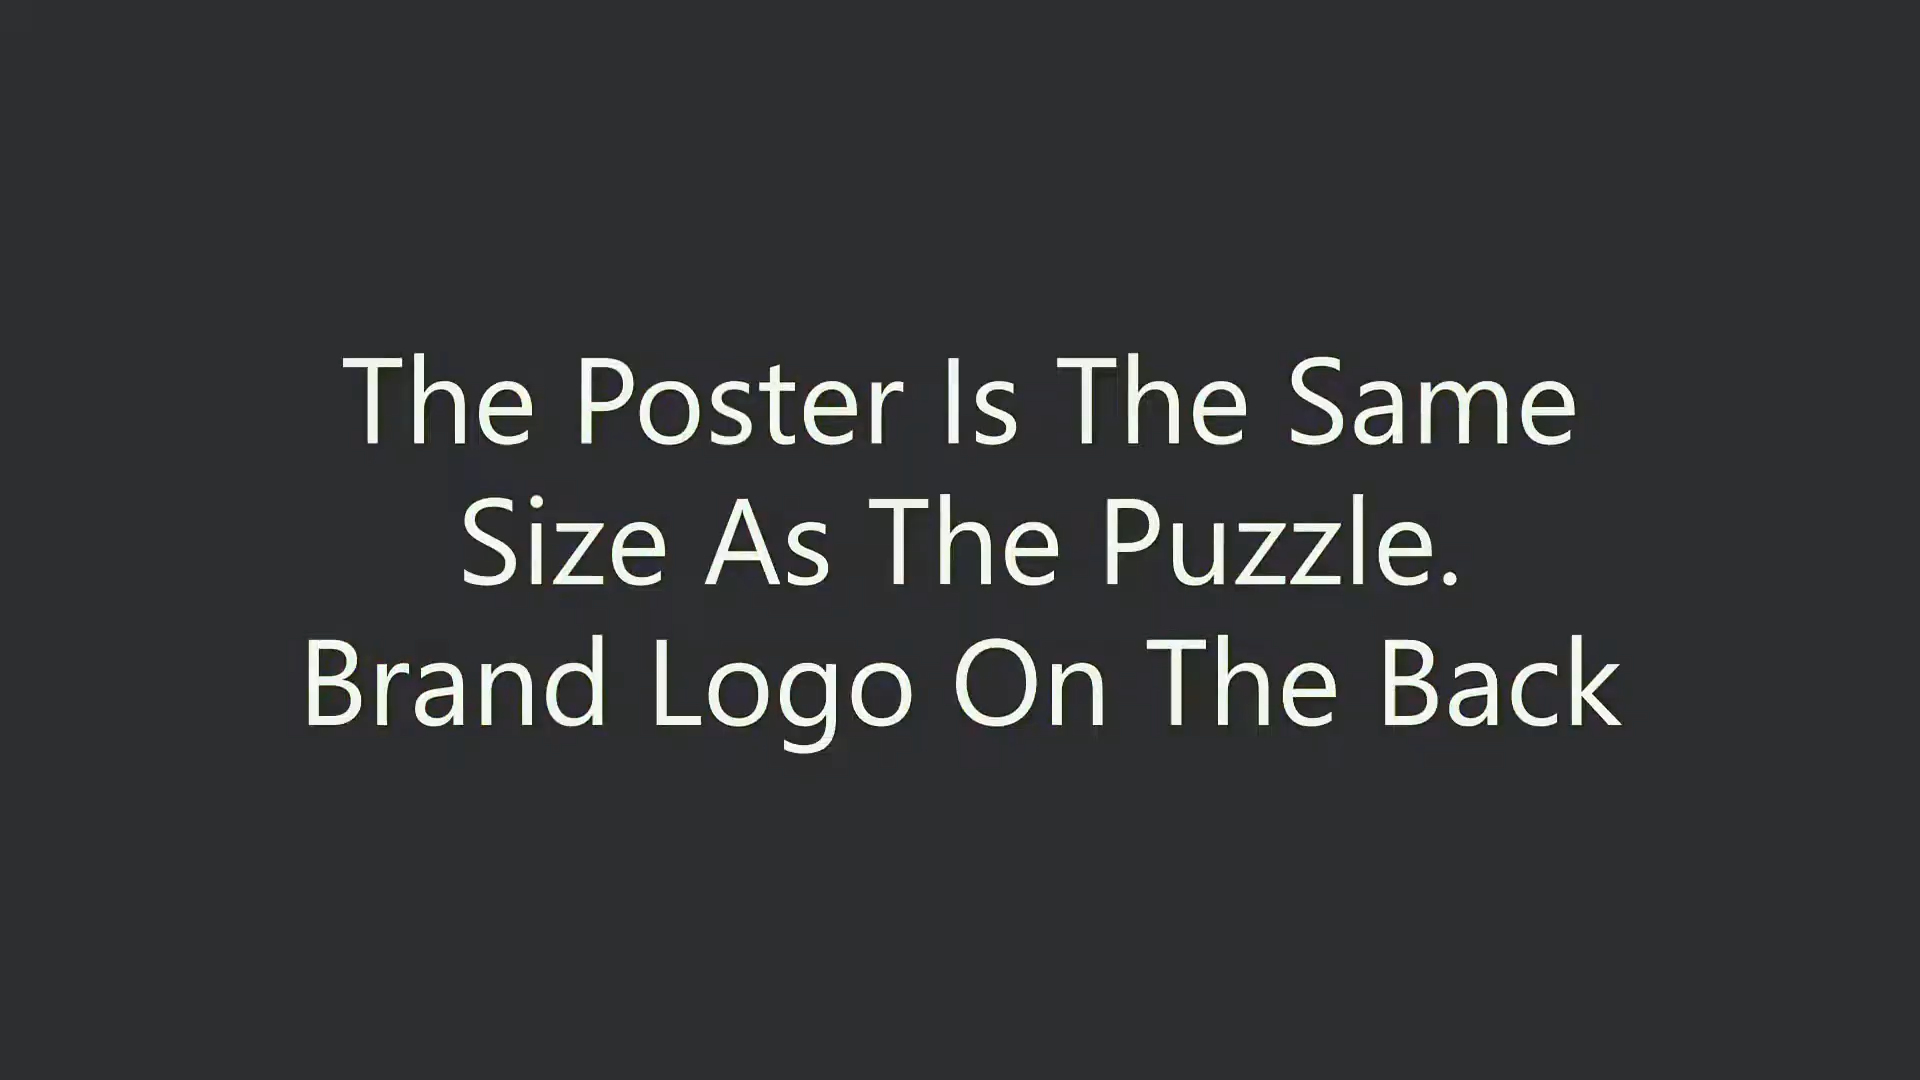 The Poster Is The Same
Size As The Puzzle.
Brand Logo On The Back